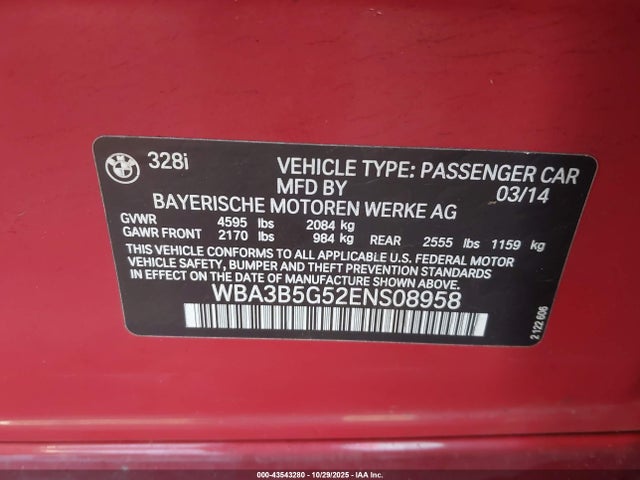 BMW
328i VEHICLE TYPE: PASSENGER CAR
MFD BY 03/14
BAYERISCHE MOTOREN WERKE AG
GVWR 4595 lbs 2084 kg
GAWR FRONT 2170 lbs 984 kg REAR 2555 lbs 1159 kg
THIS VEHICLE CONFORMS TO ALL APPLICABLE U.S. FEDERAL MOTOR
VEHICLE SAFETY, BUMPER AND THEFT PREVENTION STANDARDS IN
EFFECT ON THE DATE OF MANUFACTURE SHOWN ABOVE.
WBA3B5G52ENS08958
2 122 606
000-43543280 - 10/29/2025 - IAA Inc.